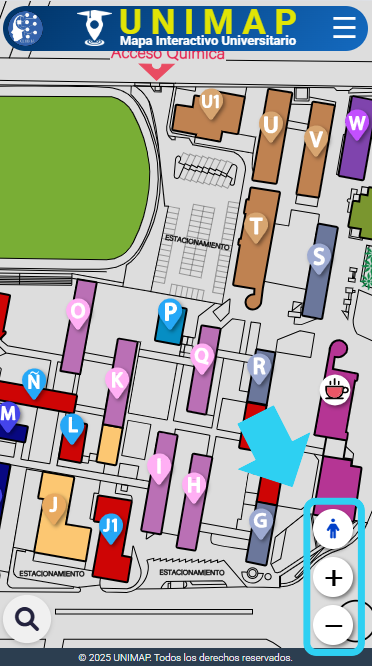 UNIMAP
Mapa Interactivo Universitario
Acceso Química
U1
U
V
W
T
ESTACIONAMIENTO
S
O
P
Q
R
K
Ñ
M
L
I
H
J
J1
G
ESTACIONAMIENTO
ESTACIONAMIENTO
+
−
© 2025 UNIMAP. Todos los derechos reservados.